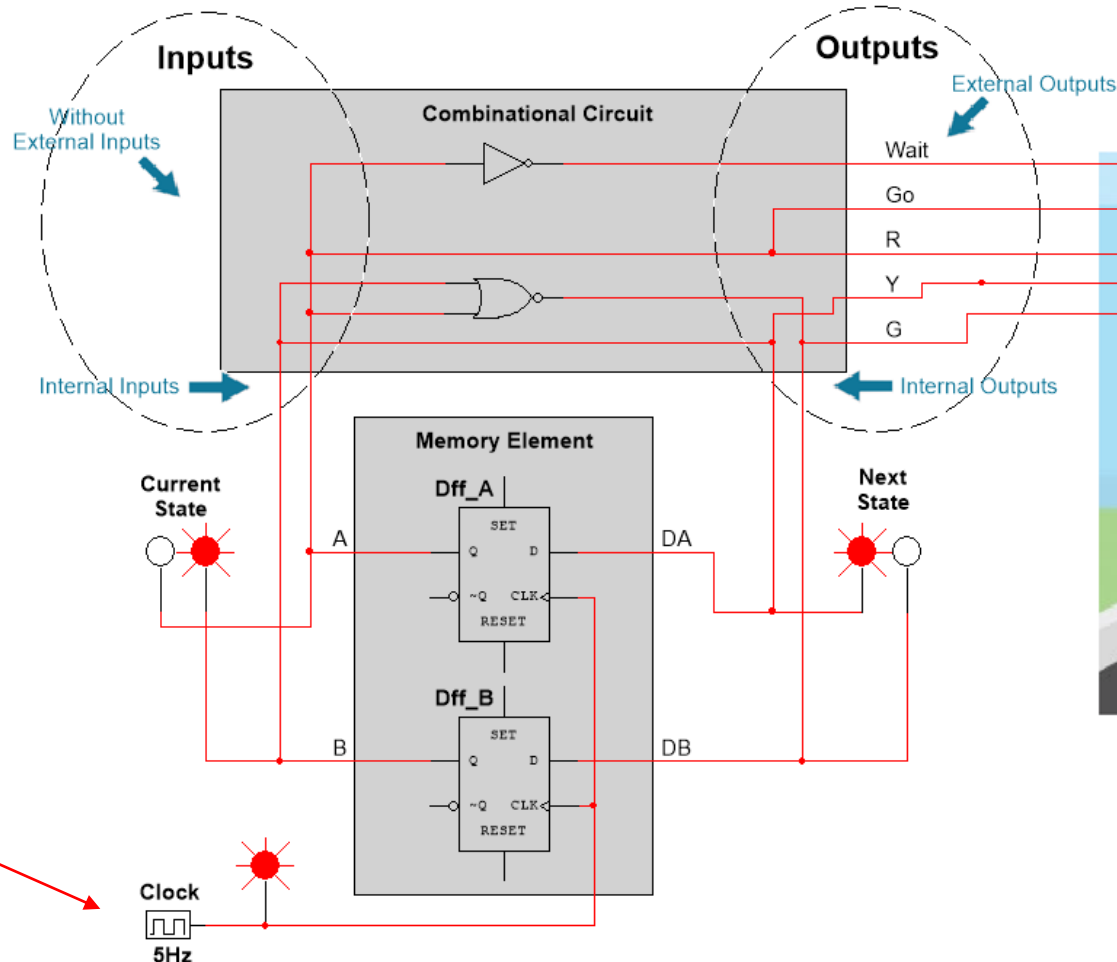 Inputs
Outputs
External Outputs
Without
External Inputs
Combinational Circuit
Wait
Go
R
Y
G
Internal Inputs
Internal Outputs
Memory Element
Current
State
Next
State
Dff_A
SET
A
Q
D
DA
~Q
CLK
RESET
Dff_B
SET
B
Q
D
DB
~Q
CLK
RESET
Clock
5Hz